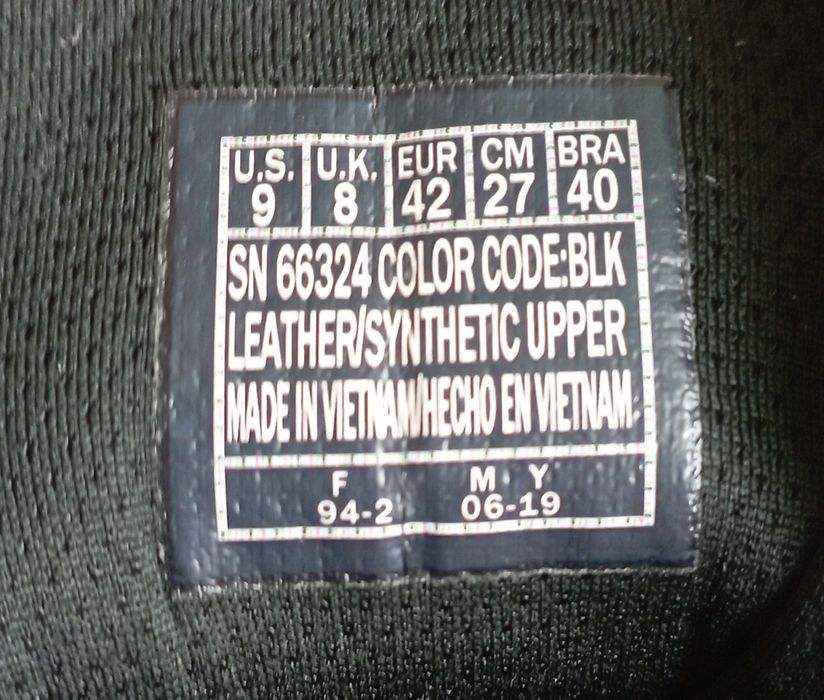 U.S. U.K. EUR CM BRA
9 8 42 27 40
SN 66324 COLOR CODE:BLK
LEATHER/SYNTHETIC UPPER
MADE IN VIETNAM/HECHO EN VIETNAM
F M Y
94-2 06-19